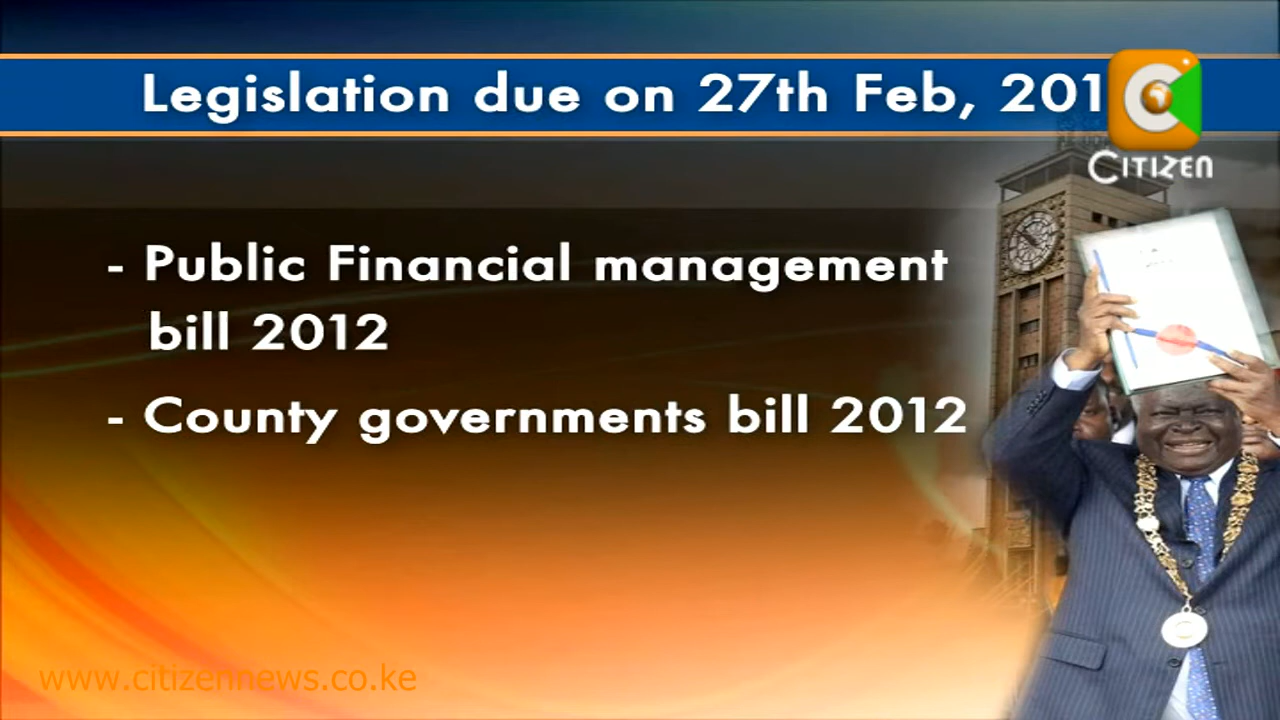 Legislation due on 27th Feb, 201
CITIZEN
- Public Financial management
bill 2012
- County governments bill 2012
www.citizennews.co.ke